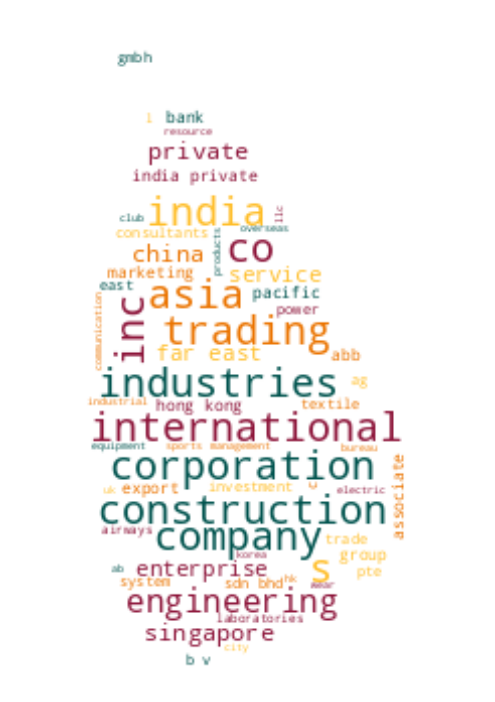 gmbh
l bank
resource
private
india private
club india llc
consultants products overseas
china co
marketing service
east asia pacific
communication inc power
trading
far east abb
industries ag
industrial hong kong textile
international
equipment sports management bureau
corporation associate
uk export investment c electric
construction
airways company trade
korea group
ab enterprise s pte
system sdn bhd hk wear
engineering
laboratories
singapore
city
b v